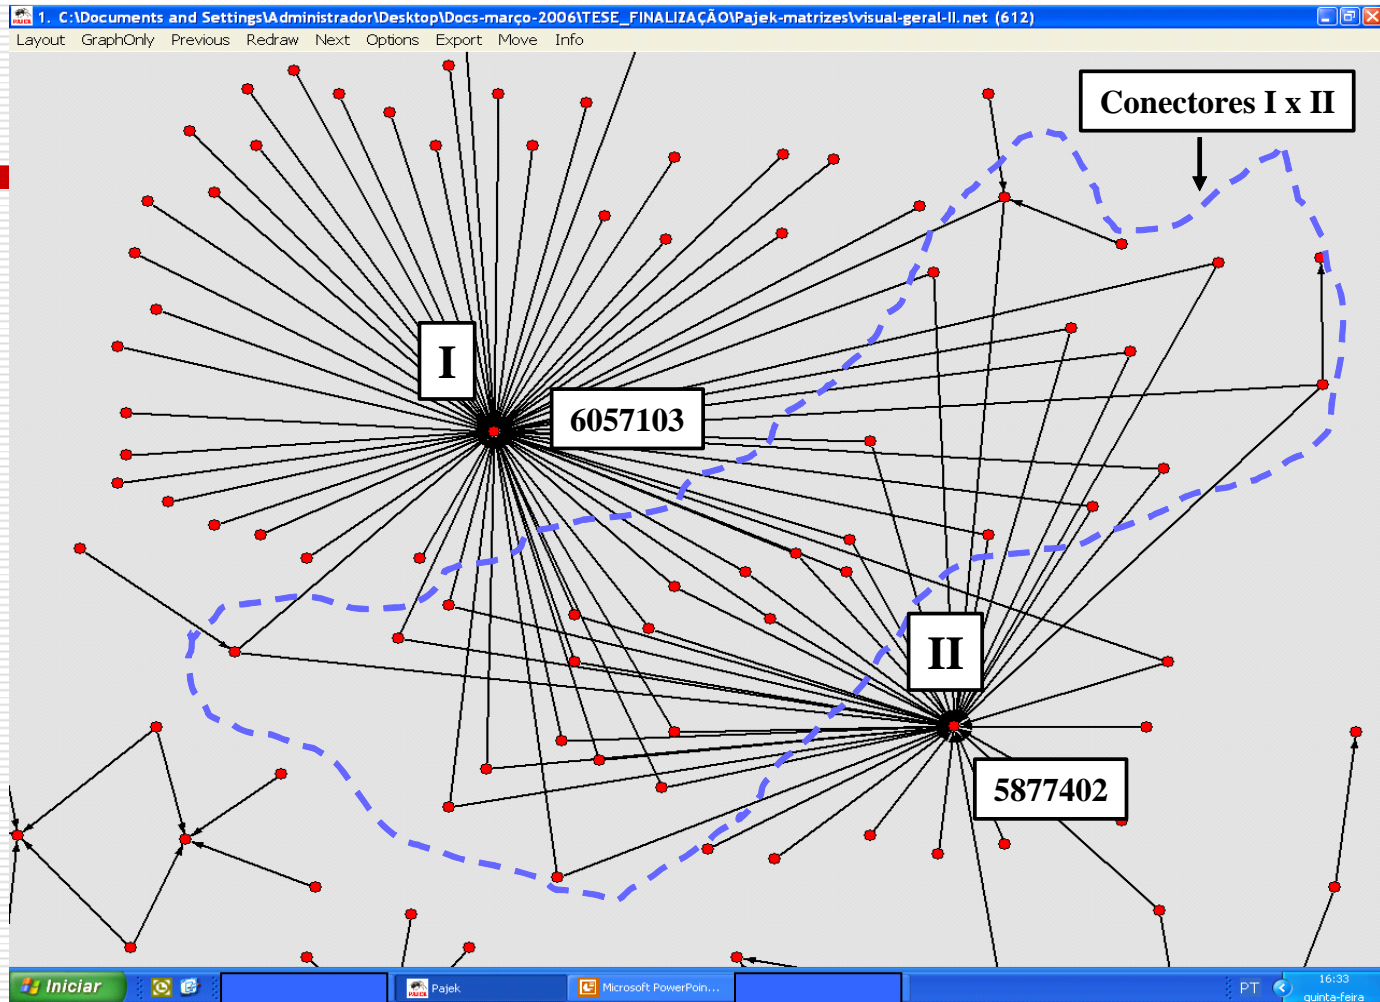 1. C:\Documents and Settings\Administrador\Desktop\Docs-março-2006\TESE_FINALIZAÇÃO\Pajek-matrizes\visual-geral-II.net (612)
Layout GraphOnly Previous Redraw Next Options Export Move Info
Conectores I x II
I
6057103
II
5877402
Iniciar
Pajek
Microsoft PowerPoin...
PT
16:33
quinta-feira